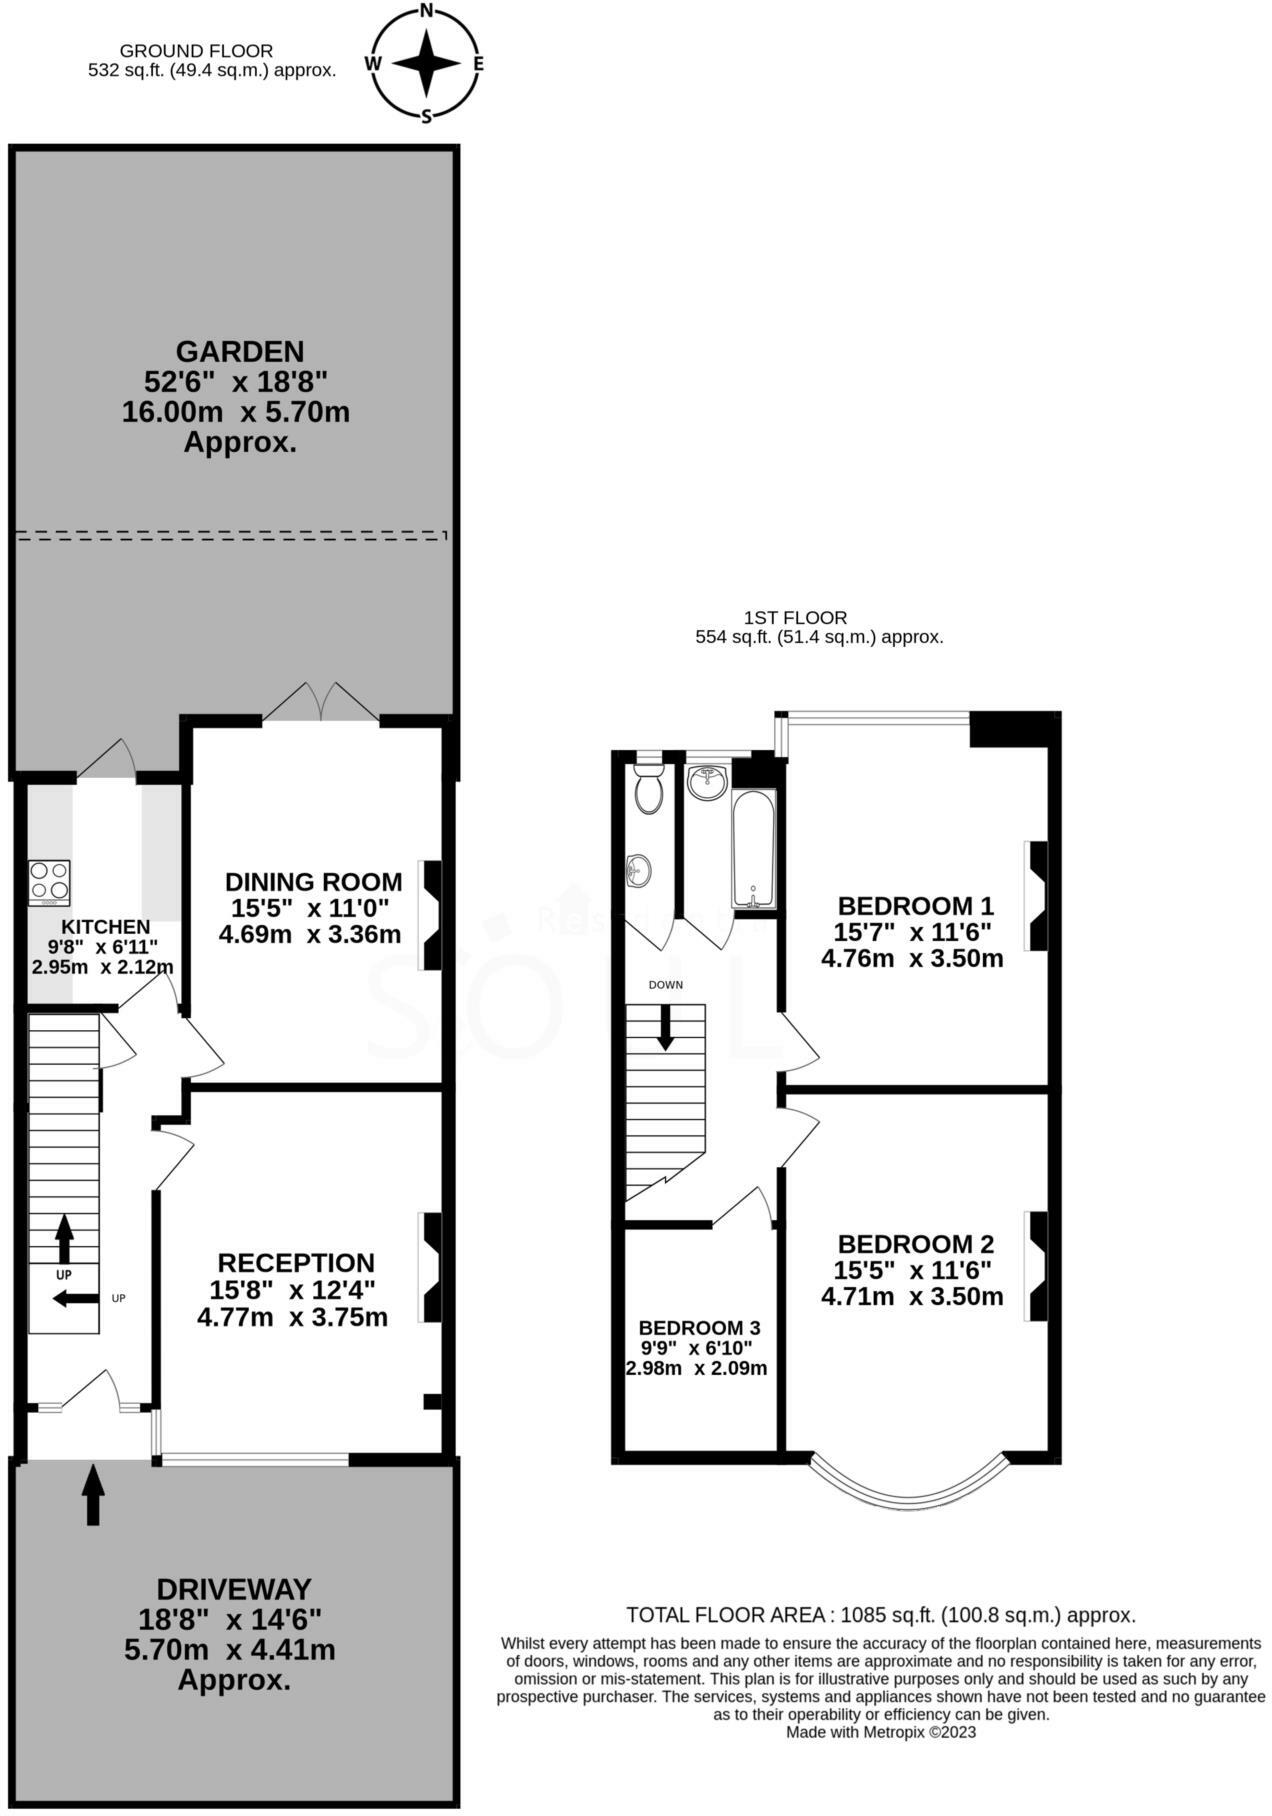 GROUND FLOOR
532 sq.ft. (49.4 sq.m.) approx.
N
W E
S
GARDEN
52'6" x 18'8"
16.00m x 5.70m
Approx.
1ST FLOOR
554 sq.ft. (51.4 sq.m.) approx.
KITCHEN
9'8" x 6'11"
2.95m x 2.12m
DINING ROOM
15'5" x 11'0"
4.69m x 3.36m
Residential
SOUL
RECEPTION
15'8" x 12'4"
4.77m x 3.75m
UP
UP
DOWN
BEDROOM 1
15'7" x 11'6"
4.76m x 3.50m
BEDROOM 2
15'5" x 11'6"
4.71m x 3.50m
BEDROOM 3
9'9" x 6'10"
2.98m x 2.09m
DRIVEWAY
18'8" x 14'6"
5.70m x 4.41m
Approx.
TOTAL FLOOR AREA : 1085 sq.ft. (100.8 sq.m.) approx.
Whilst every attempt has been made to ensure the accuracy of the floorplan contained here, measurements
of doors, windows, rooms and any other items are approximate and no responsibility is taken for any error,
omission or mis-statement. This plan is for illustrative purposes only and should be used as such by any
prospective purchaser. The services, systems and appliances shown have not been tested and no guarantee
as to their operability or efficiency can be given.
Made with Metropix ©2023